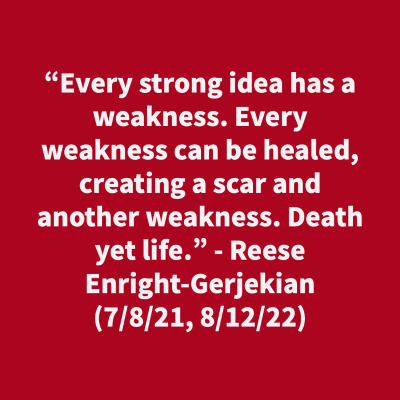 “Every strong idea has a
weakness. Every
weakness can be healed,
creating a scar and
another weakness. Death
yet life.” - Reese
Enright-Gerjekian
(7/8/21, 8/12/22)